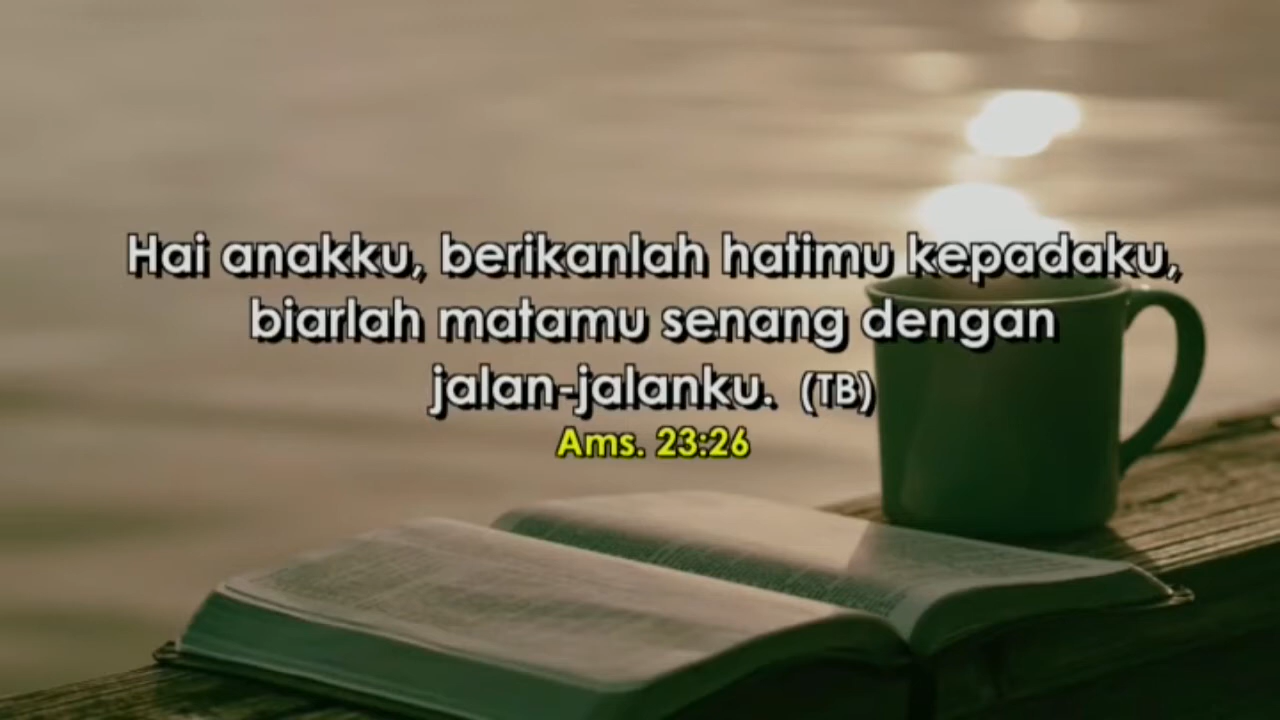 Hai anakku, berikanlah hatimu kepadaku,
biarlah matamu senang dengan
jalan-jalanku. (TB)
Ams. 23:26